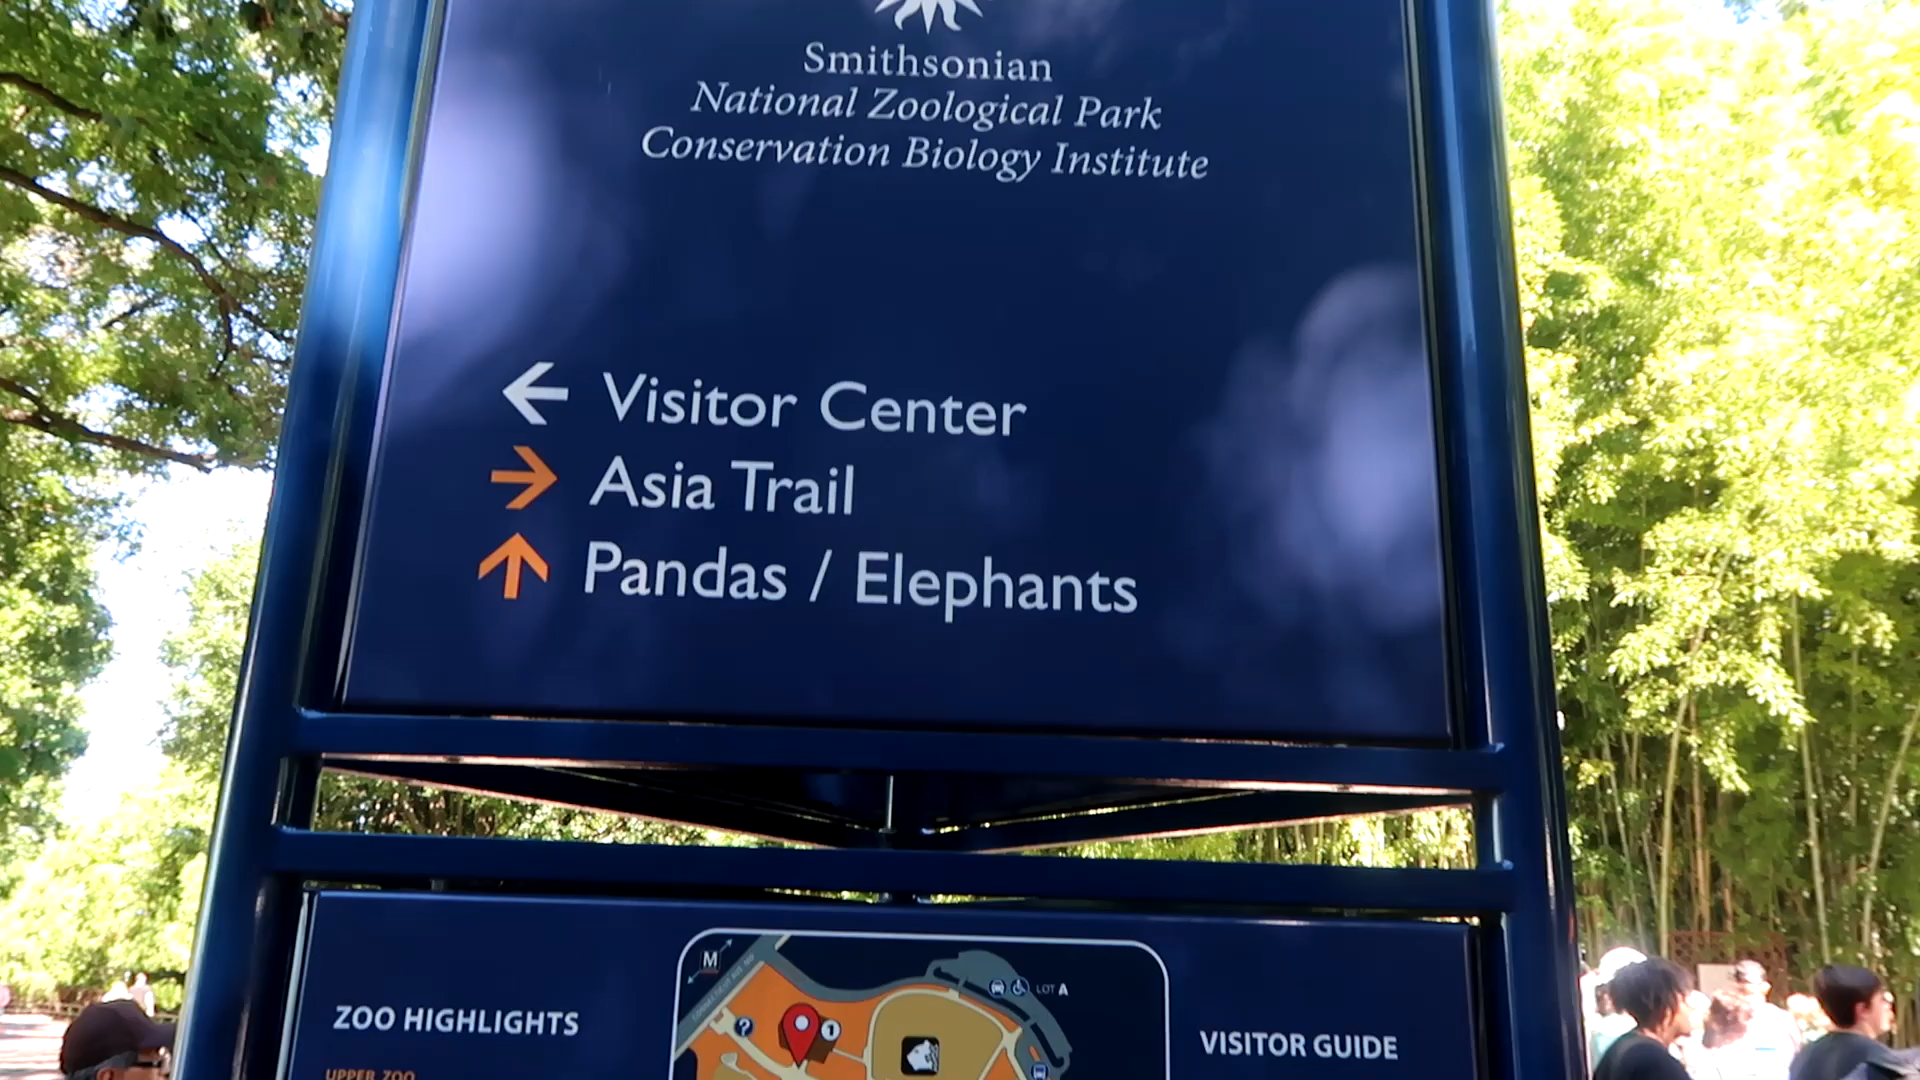 Smithsonian
National Zoological Park
Conservation Biology Institute
← Visitor Center
→ Asia Trail
↑ Pandas / Elephants
M
LOT A
? 1
ZOO HIGHLIGHTS
VISITOR GUIDE
UPPER ZOO